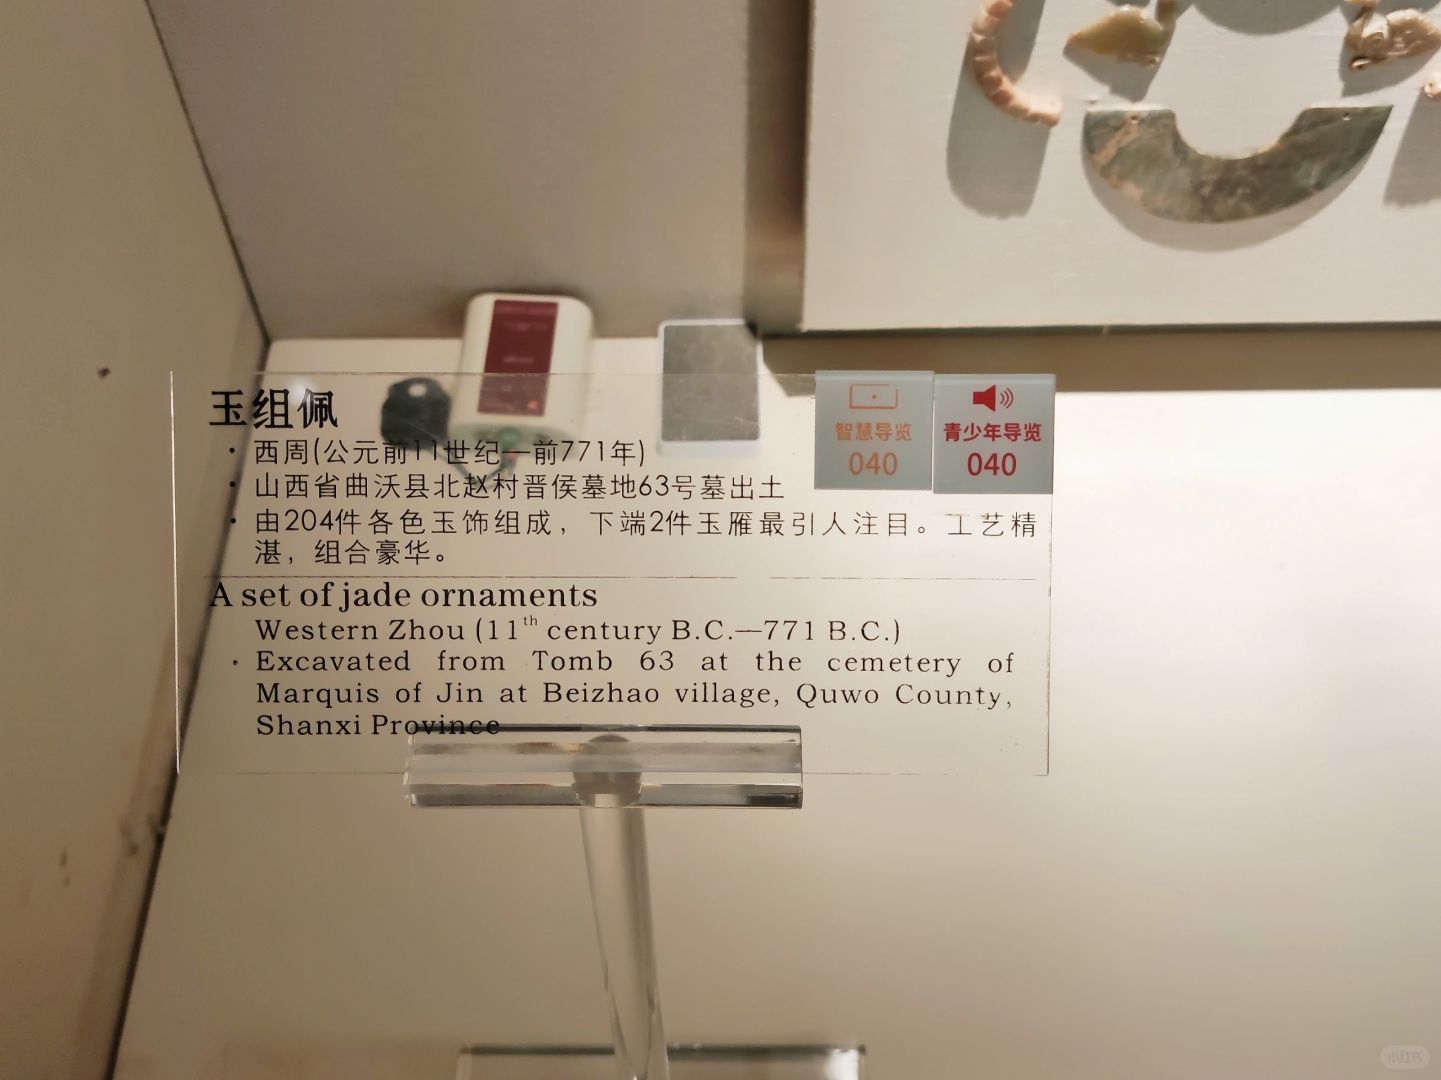 玉组佩
· 西周(公元前11世纪—前771年)
· 山西省曲沃县北赵村晋侯墓地63号墓出土
· 由204件各色玉饰组成，下端2件玉雁最引人注目。工艺精
湛，组合豪华。
智慧导览
040
青少年导览
040
A set of jade ornaments
Western Zhou (11th century B.C.—771 B.C.)
· Excavated from Tomb 63 at the cemetery of
Marquis of Jin at Beizhao village, Quwo County,
Shanxi Province
小红书